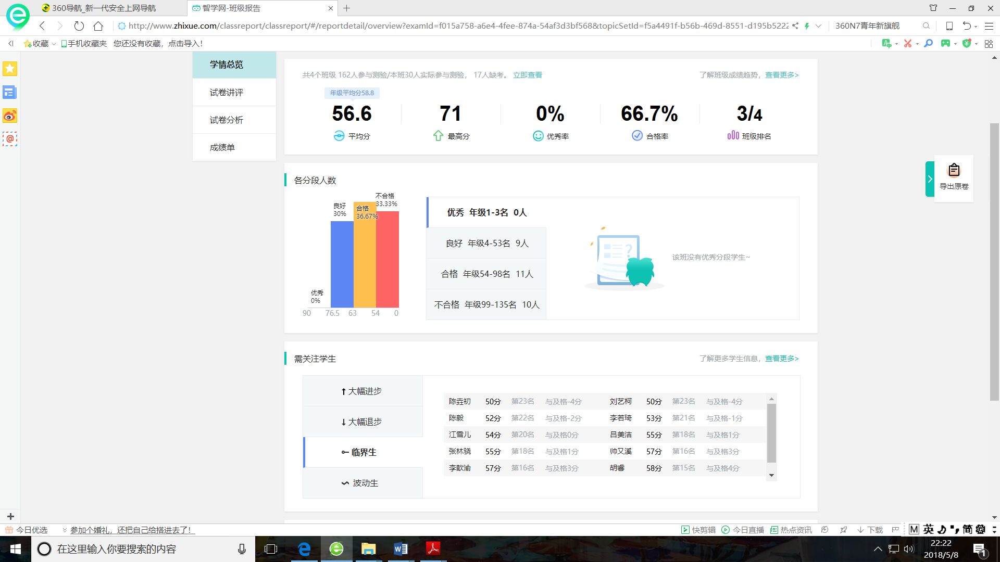 360导航_新一代安全上网导航
智学网-班级报告
http://www.zhixue.com/classreport/classreport/#/reportdetail/overview?examId=f015a758-a6e4-4fee-874a-54af3d3bf568&topicSetId=f5a4491f-b56b-469d-8551-d195b5222
360N7青年新旗舰
收藏
手机收藏夹
您还没有收藏，点击导入！
学情总览
试卷讲评
试卷分析
成绩单
共4个班级 162人参与测验/本班30人实际参与测验， 17人缺考。 立即查看
了解班级成绩趋势，查看更多>
年级平均分58.8
56.6
71
0%
66.7%
3/4
平均分
最高分
优秀率
合格率
班级排名
导出原卷
各分段人数
不合格
33.33%
良好
30%
合格
36.67%
优秀
0%
90 76.5 63 54 0
优秀 年级1-3名 0人
良好 年级4-53名 9人
合格 年级54-98名 11人
不合格 年级99-135名 10人
?
该班没有优秀分段学生~
需关注学生
了解更多学生信息，查看更多>
大幅进步
大幅退步
临界生
波动生
陈垚初 50分 第23名 与及格-4分 刘艺柯 50分 第23名 与及格-4分
陈毅 52分 第22名 与及格-2分 李若琦 53分 第21名 与及格-1分
江雪儿 54分 第20名 与及格0分 吕美洁 55分 第18名 与及格1分
张林骁 55分 第18名 与及格1分 帅又溪 57分 第16名 与及格3分
李歆渝 57分 第16名 与及格3分 胡睿 58分 第15名 与及格4分
今日优选
参加个婚礼，还把自己给搭进去了！
快剪辑
今日直播
热点资讯
下载
M 英 简
在这里输入你要搜索的内容
22:22
2018/5/8
1